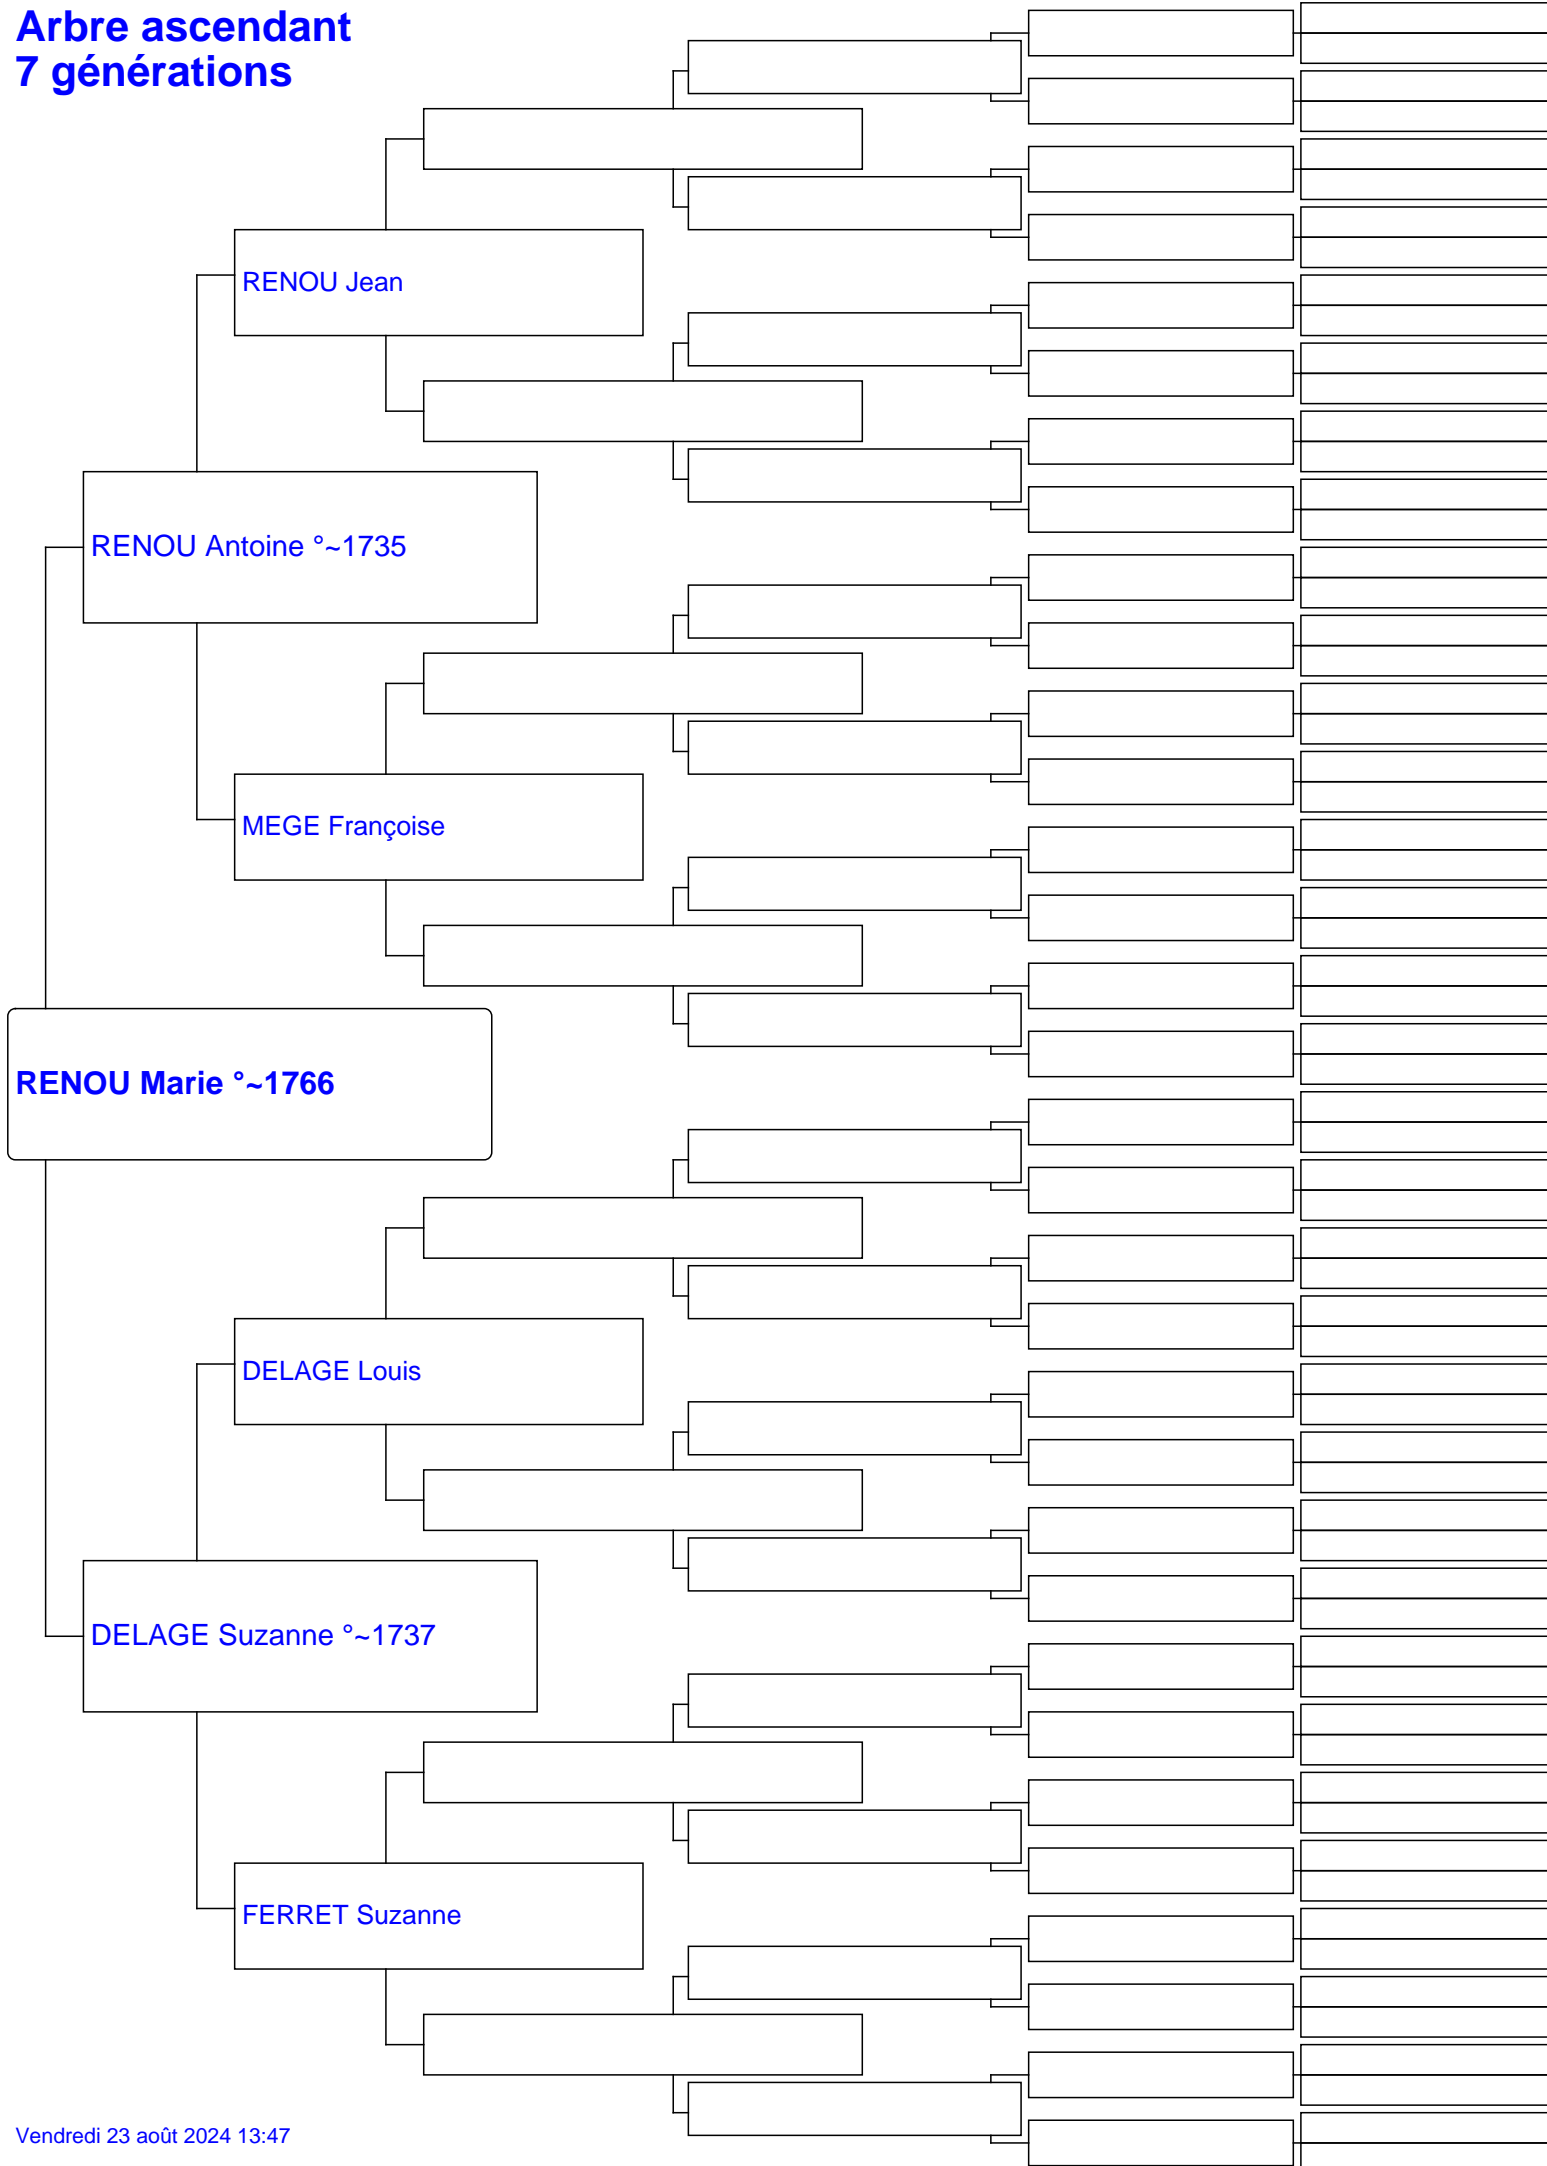 Arbre ascendant
7 générations
RENOU Jean
RENOU Antoine °~1735
MEGE Françoise
RENOU Marie °~1766
DELAGE Louis
DELAGE Suzanne °~1737
FERRET Suzanne
Vendredi 23 août 2024 13:47